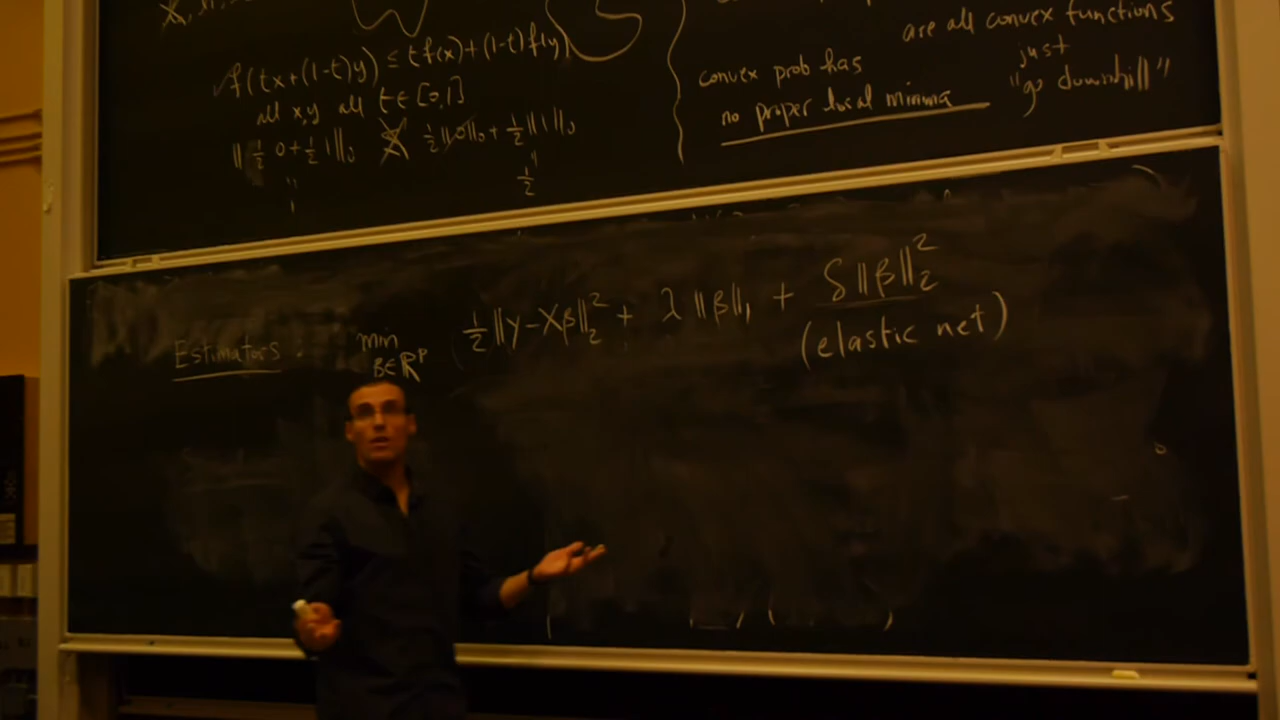 f(tx+(1-t)y) ≤ tf(x)+(1-t)f(y)
all x,y all t∈[0,1]
‖½ 0+½ 1‖₀ ½‖0‖₀+½‖1‖₀
"
1
"
½
are all convex functions
convex prob has
just
no proper local minima
"go downhill"
Estimators : min ½‖y-Xβ‖₂² + λ‖β‖₁ + δ‖β‖₂²
β∈ℝᵖ
(elastic net)